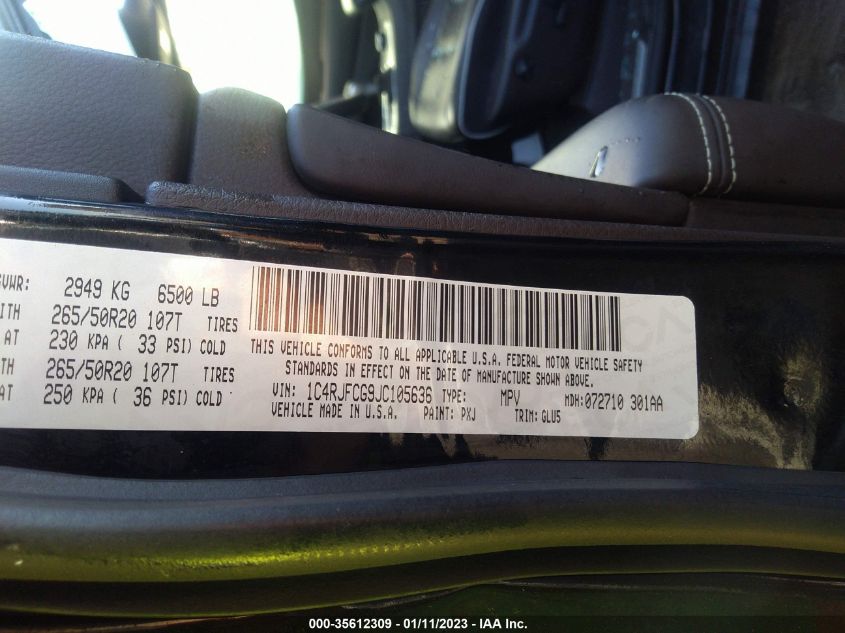 GVWR: 2949 KG 6500 LB
WITH 265/50R20 107T TIRES
AT 230 KPA ( 33 PSI) COLD
WITH 265/50R20 107T TIRES
AT 250 KPA ( 36 PSI) COLD
THIS VEHICLE CONFORMS TO ALL APPLICABLE U.S.A. FEDERAL MOTOR VEHICLE SAFETY
STANDARDS IN EFFECT ON THE DATE OF MANUFACTURE SHOWN ABOVE.
VIN: 1C4RJFCG9JC105636 TYPE: MPV MDH:072710 301AA
VEHICLE MADE IN U.S.A. PAINT: PXJ TRIM: GLU5
000-35612309 - 01/11/2023 - IAA Inc.